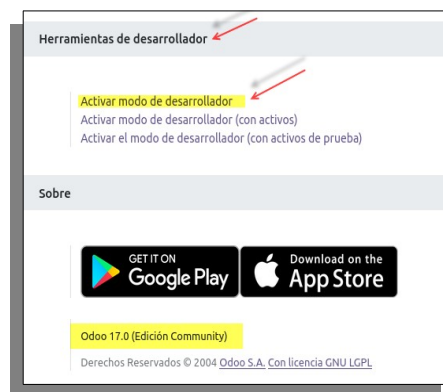 Herramientas de desarrollador
Activar modo de desarrollador
Activar modo de desarrollador (con activos)
Activar el modo de desarrollador (con activos de prueba)
Sobre
GET IT ON
Google Play
Download on the
App Store
Odoo 17.0 (Edición Community)
Derechos Reservados © 2004 Odoo S.A. Con licencia GNU LGPL